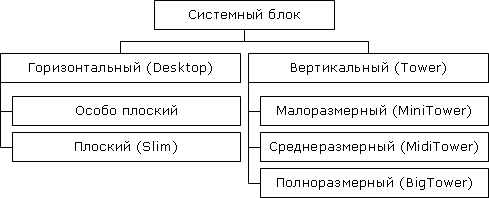 Системный блок
Горизонтальный (Desktop)
Особо плоский
Плоский (Slim)
Вертикальный (Tower)
Малоразмерный (MiniTower)
Среднеразмерный (MidiTower)
Полноразмерный (BigTower)